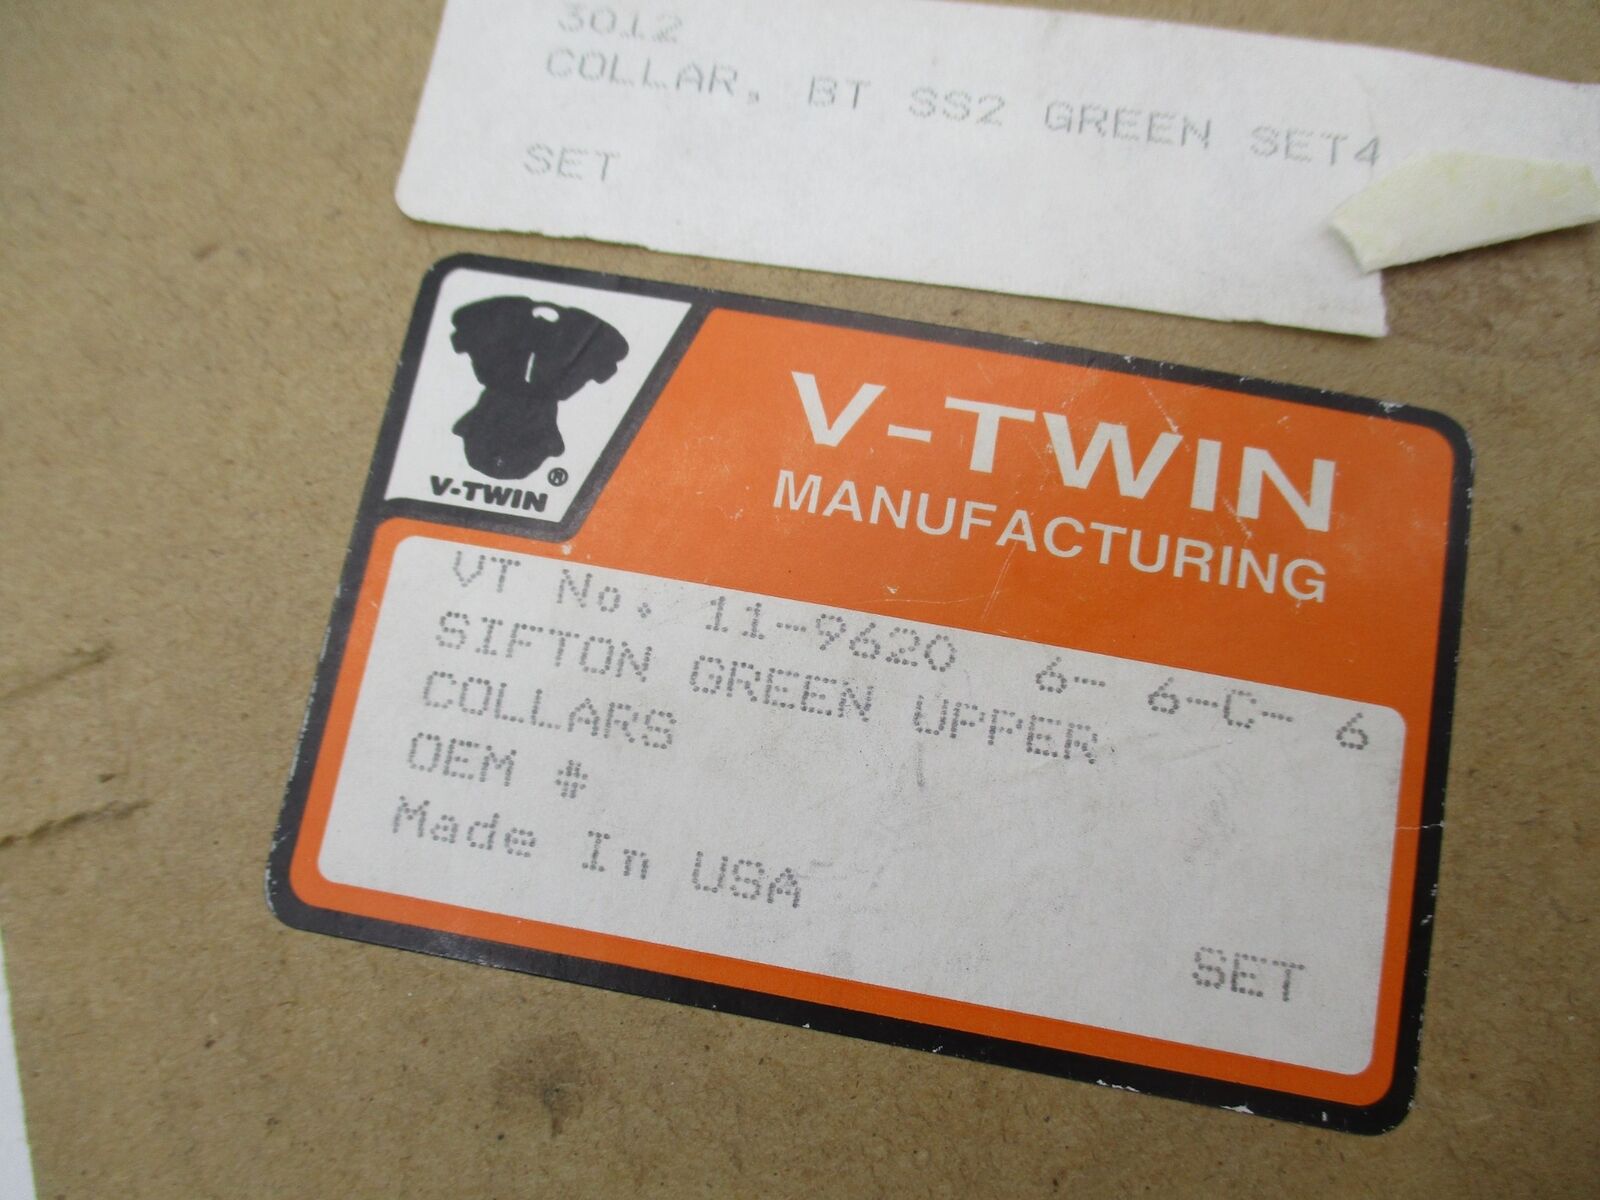 3012
COLLAR, BT SS2 GREEN SET4
SET
V-TWIN ®
V-TWIN
MANUFACTURING
VT No. 11-9620 6- 6-C- 6
SIFTON GREEN UPPER
COLLARS
OEM #
Made In USA
SET